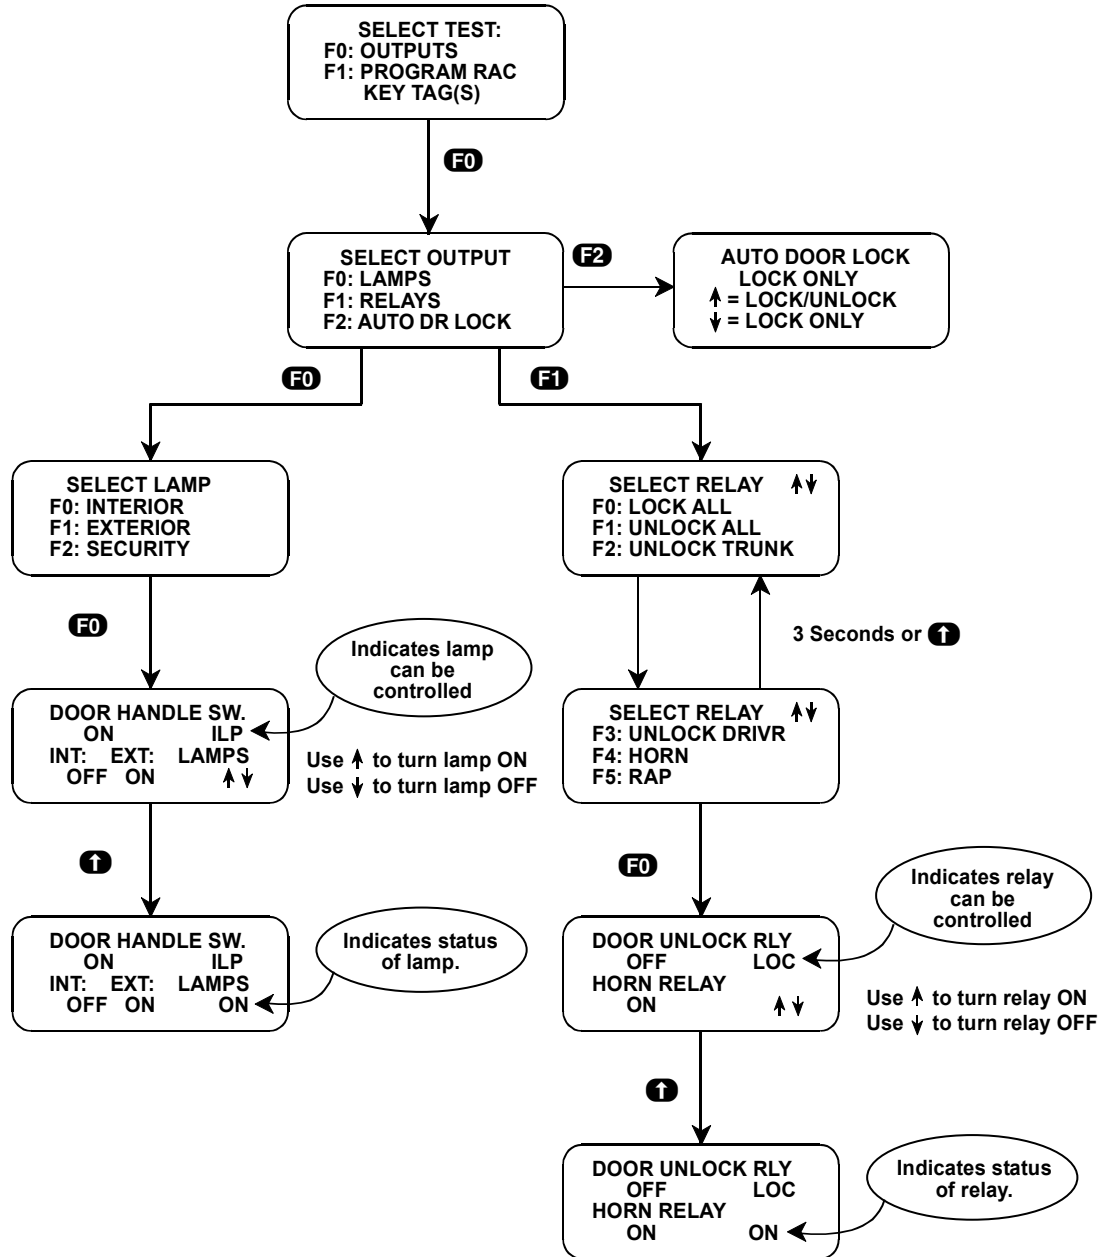 SELECT TEST:
F0: OUTPUTS
F1: PROGRAM RAC
KEY TAG(S)
F0
SELECT OUTPUT
F0: LAMPS
F1: RELAYS
F2: AUTO DR LOCK
F2
AUTO DOOR LOCK
LOCK ONLY
↑ = LOCK/UNLOCK
↓ = LOCK ONLY
F0
F1
SELECT LAMP
F0: INTERIOR
F1: EXTERIOR
F2: SECURITY
SELECT RELAY ↑↓
F0: LOCK ALL
F1: UNLOCK ALL
F2: UNLOCK TRUNK
F0
3 Seconds or ↑
Indicates lamp
can be
controlled
DOOR HANDLE SW.
ON ILP
INT: EXT: LAMPS
OFF ON ↑↓
Use ↑ to turn lamp ON
Use ↓ to turn lamp OFF
SELECT RELAY ↑↓
F3: UNLOCK DRIVR
F4: HORN
F5: RAP
↑
F0
Indicates relay
can be
controlled
DOOR HANDLE SW.
ON ILP
INT: EXT: LAMPS
OFF ON ON
Indicates status
of lamp.
DOOR UNLOCK RLY
OFF LOC
HORN RELAY
ON ↑↓
Use ↑ to turn relay ON
Use ↓ to turn relay OFF
↑
DOOR UNLOCK RLY
OFF LOC
HORN RELAY
ON ON
Indicates status
of relay.